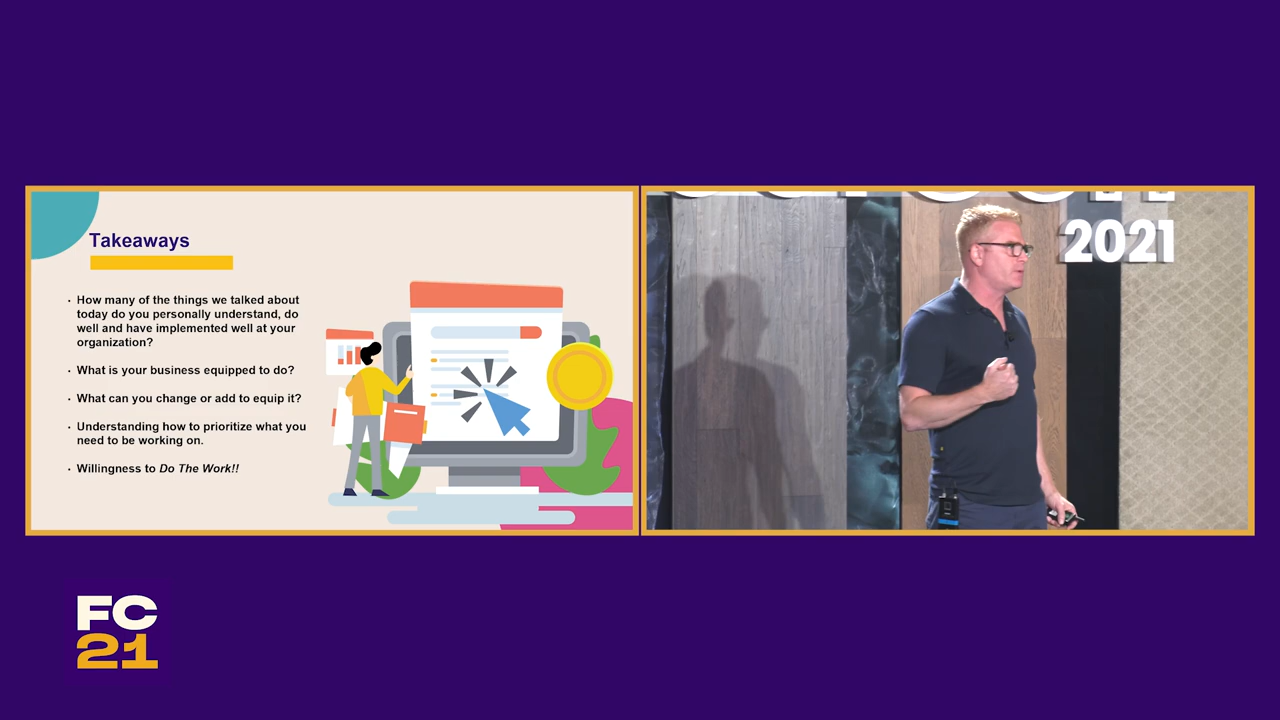 Takeaways
· How many of the things we talked about
today do you personally understand, do
well and have implemented well at your
organization?
· What is your business equipped to do?
· What can you change or add to equip it?
· Understanding how to prioritize what you
need to be working on.
· Willingness to Do The Work!!
2021
FC
21